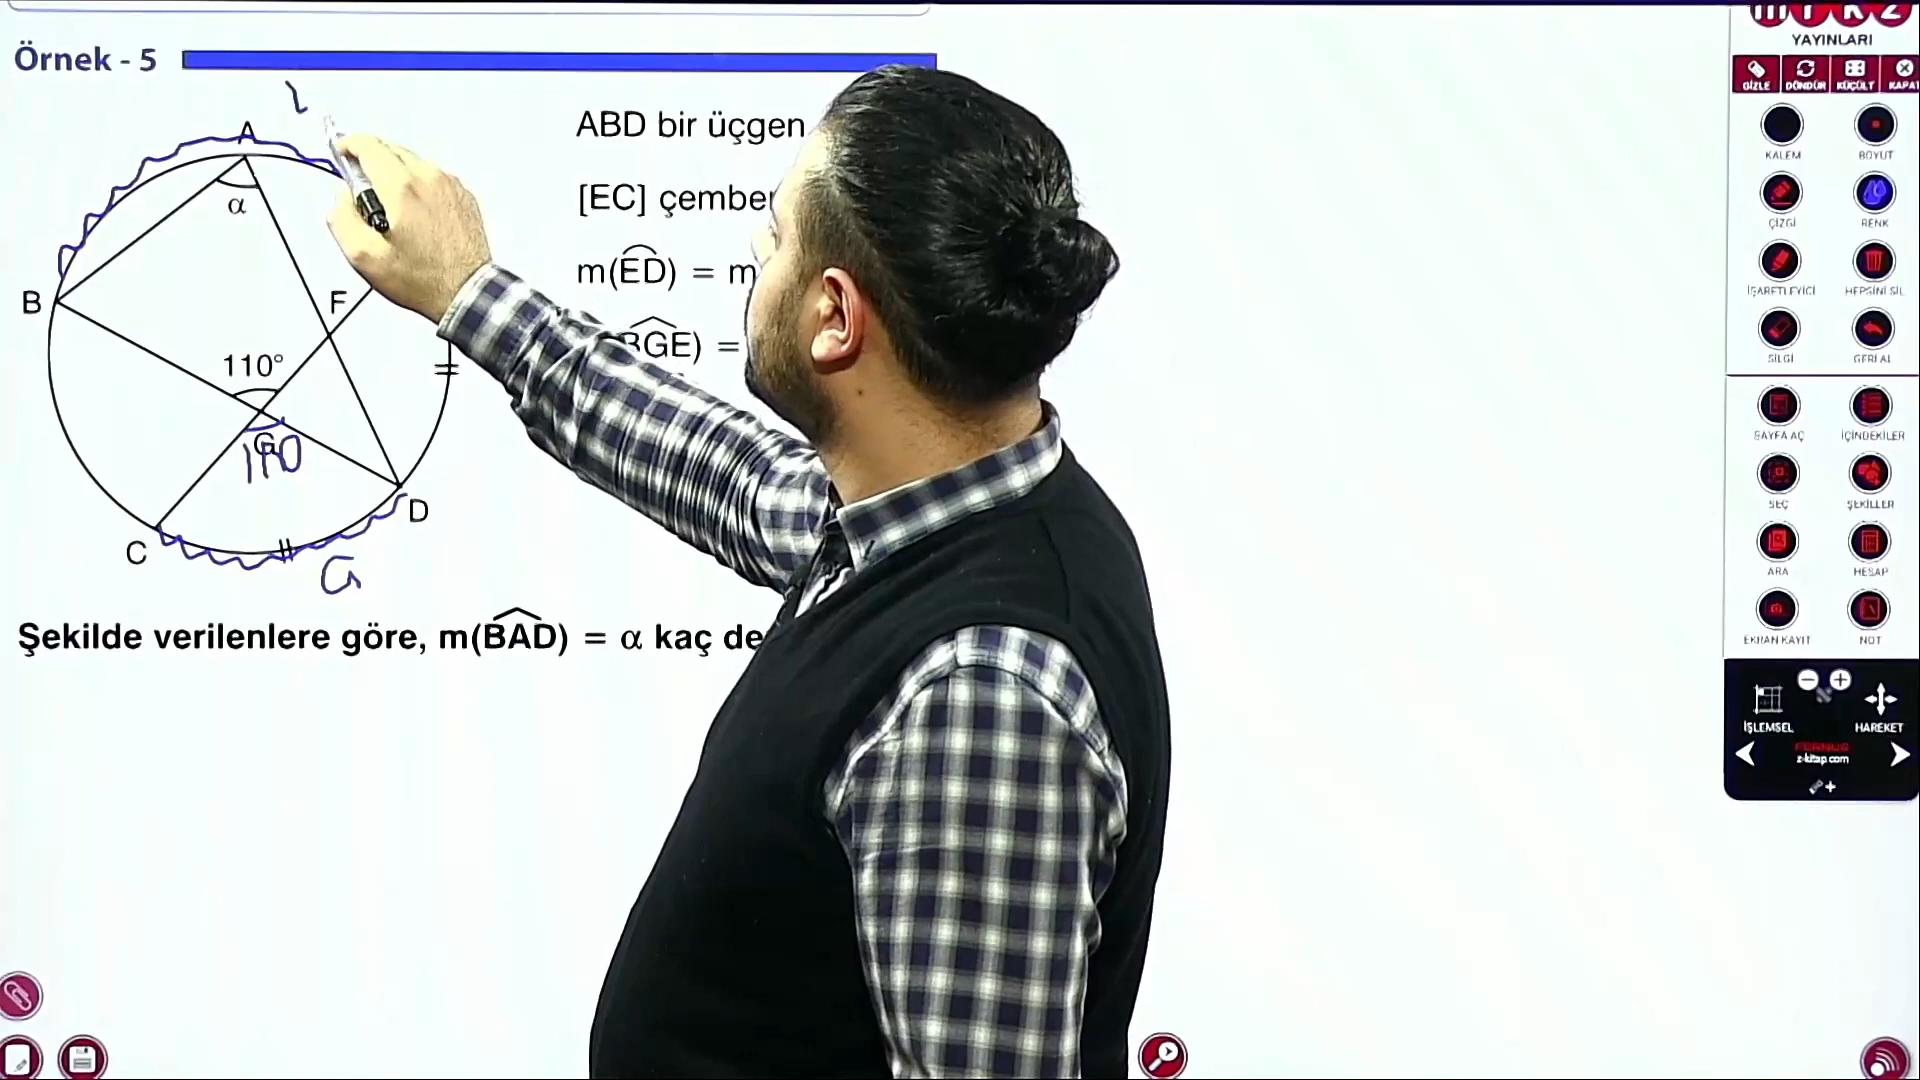 Örnek - 5
A
α
B
F
110°
G
110
D
C
G
ABD bir üçgen
[EC] çember
m(ED) = m
BGE) =
Şekilde verilenlere göre, m(BAD) = α kaç de
YAYINLARI
GİZLE DÖNDÜR KÜÇÜLT KAPAT
KALEM BOYUT
ÇİZGİ RENK
İŞARETLEYİCİ HEPSİNİ SİL
SİLGİ GERİ AL
SAYFA AÇ İÇİNDEKİLER
SEÇ ŞEKİLLER
ARA HESAP
EKRAN KAYIT NOT
İŞLEMSEL HAREKET
FERNUS
z-kitap.com